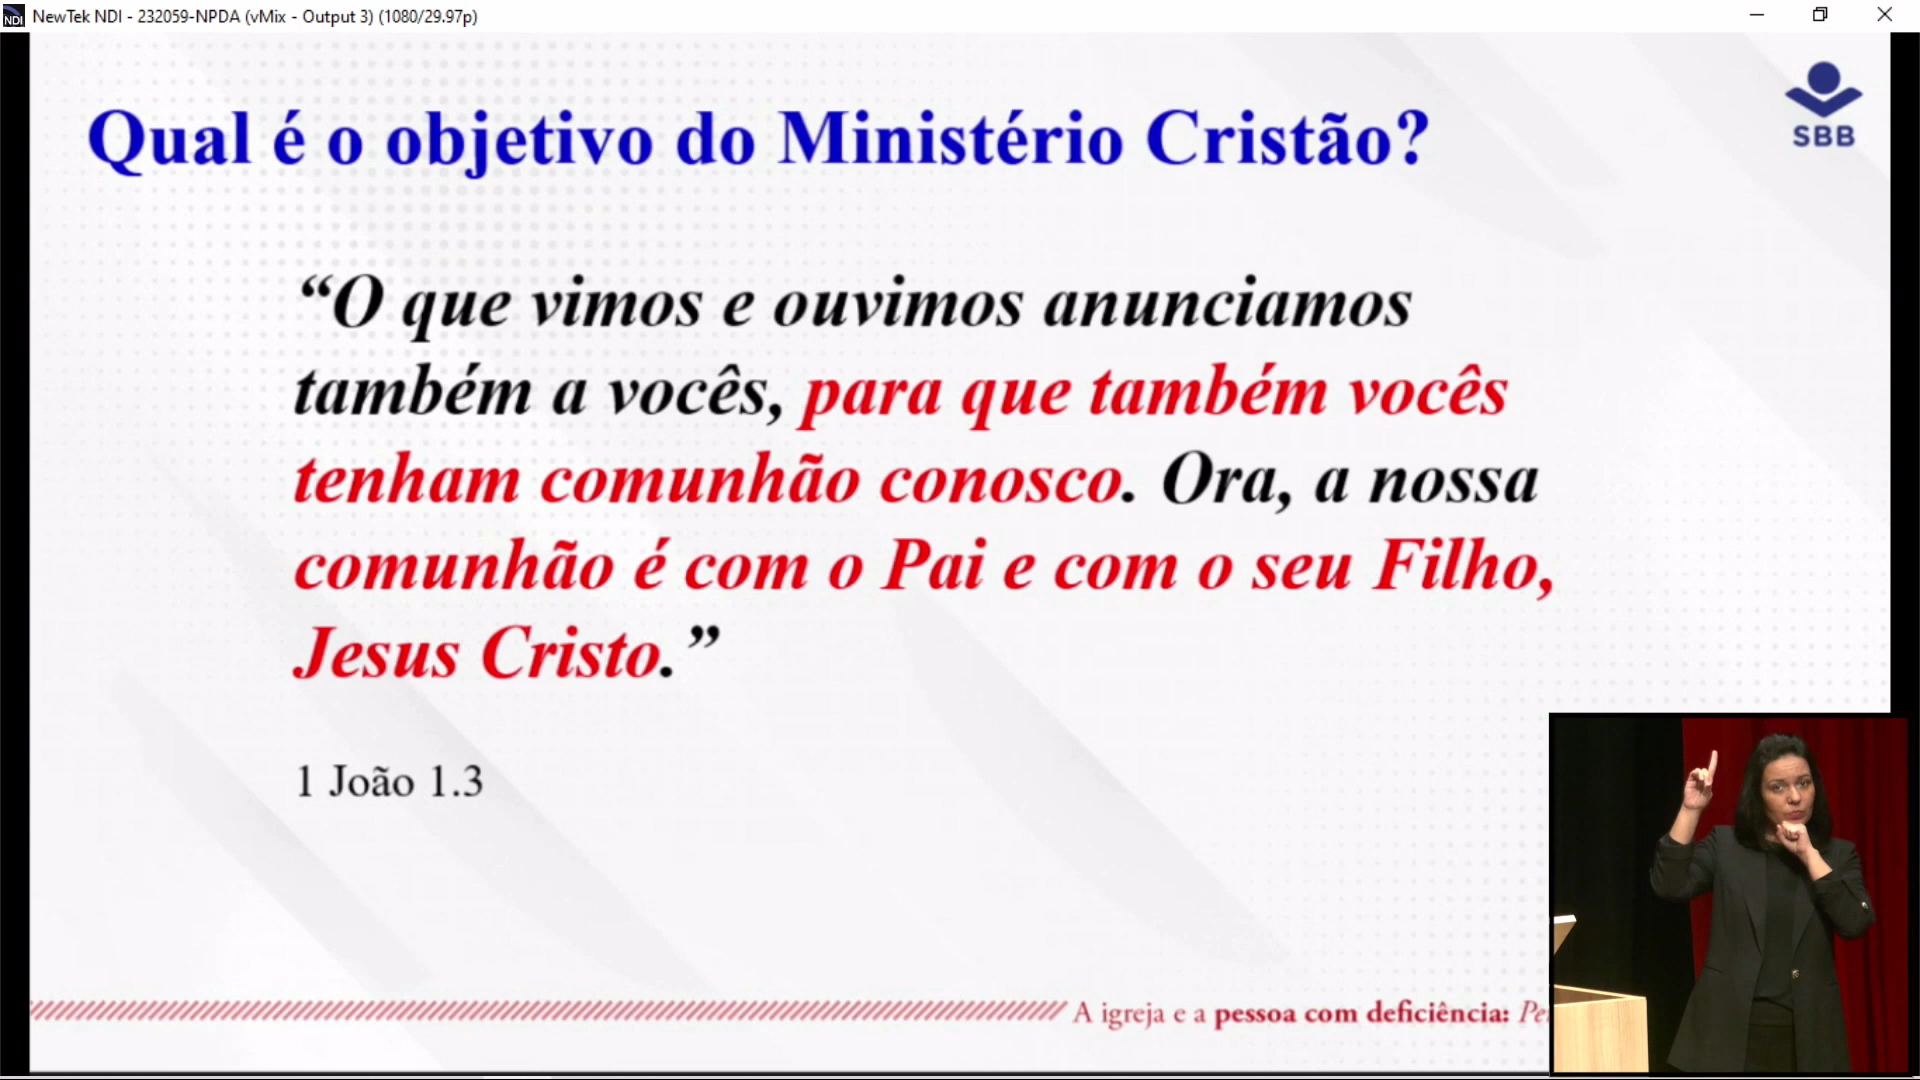 NewTek NDI - 232059-NPDA (vMix - Output 3) (1080/29.97p)
Qual é o objetivo do Ministério Cristão?
SBB
“O que vimos e ouvimos anunciamos
também a vocês, para que também vocês
tenham comunhão conosco. Ora, a nossa
comunhão é com o Pai e com o seu Filho,
Jesus Cristo.”
1 João 1.3
A igreja e a pessoa com deficiência: